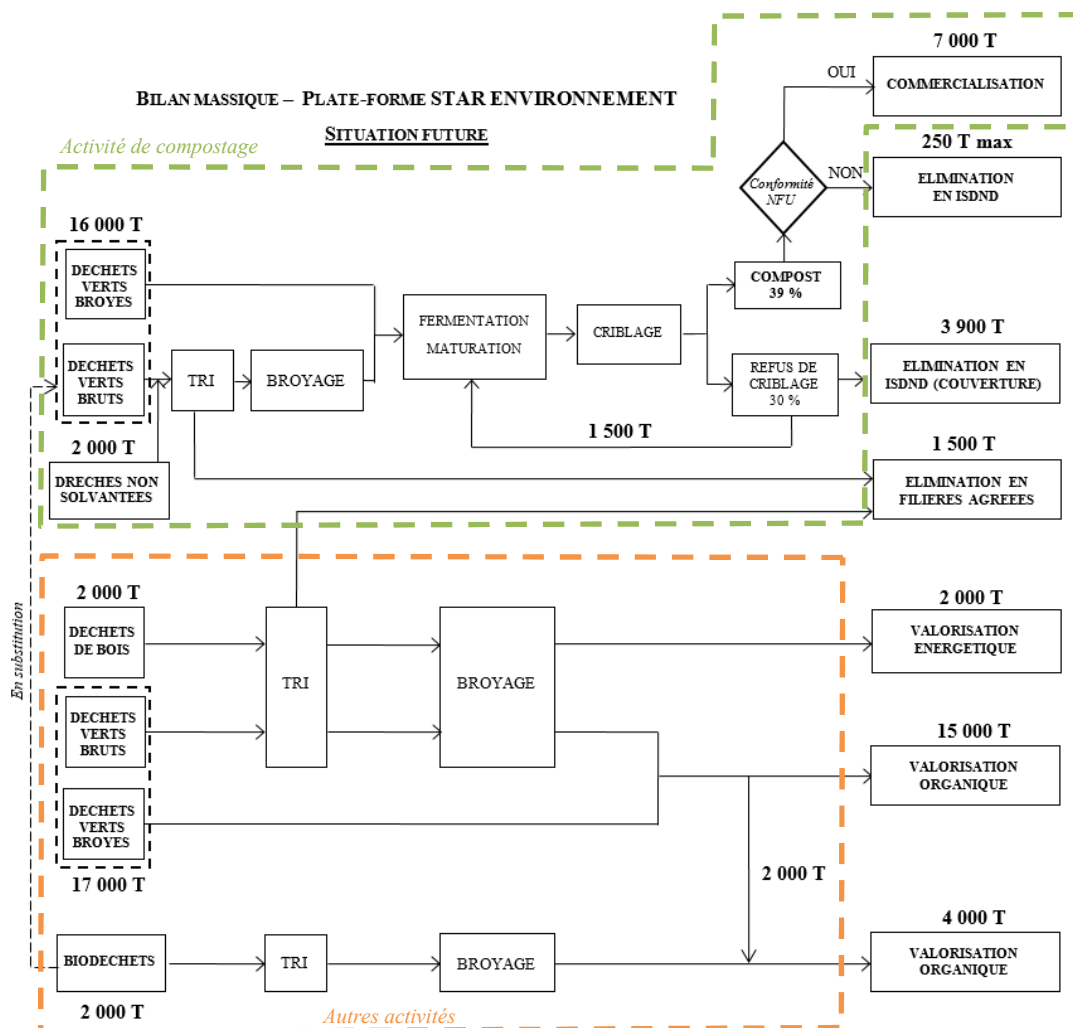 BILAN MASSIQUE – PLATE-FORME STAR ENVIRONNEMENT
SITUATION FUTURE
Activité de compostage
7 000 T
OUI
COMMERCIALISATION
250 T max
NON
Conformité
NFU
ELIMINATION
EN ISDND
16 000 T
DECHETS
VERTS
BROYES
FERMENTATION
MATURATION
CRIBLAGE
COMPOST
39 %
DECHETS
VERTS
BRUTS
TRI
BROYAGE
REFUS DE
CRIBLAGE
30 %
3 900 T
ELIMINATION EN
ISDND (COUVERTURE)
1 500 T
2 000 T
DRECHES NON
SOLVANTEES
1 500 T
ELIMINATION EN
FILIERES AGREEES
En substitution
2 000 T
DECHETS
DE BOIS
TRI
BROYAGE
2 000 T
VALORISATION
ENERGETIQUE
DECHETS
VERTS
BRUTS
15 000 T
VALORISATION
ORGANIQUE
DECHETS
VERTS
BROYES
17 000 T
2 000 T
BIODECHETS
TRI
BROYAGE
4 000 T
VALORISATION
ORGANIQUE
2 000 T
Autres activités